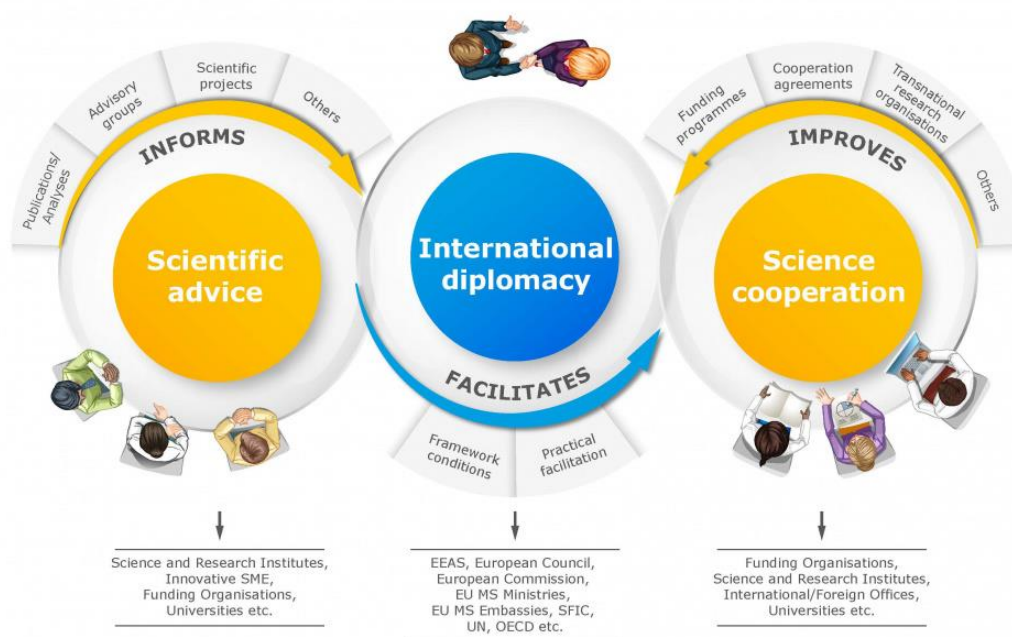 Publications/
Analyses
Advisory
groups
Scientific
projects
Others
INFORMS
Scientific
advice
International
diplomacy
FACILITATES
Framework
conditions
Practical
facilitation
Funding
programmes
Cooperation
agreements
Transnational
research
organisations
Others
IMPROVES
Science
cooperation
Science and Research Institutes,
Innovative SME,
Funding Organisations,
Universities etc.
EEAS, European Council,
European Commission,
EU MS Ministries,
EU MS Embassies, SFIC,
UN, OECD etc.
Funding Organisations,
Science and Research Institutes,
International/Foreign Offices,
Universities etc.